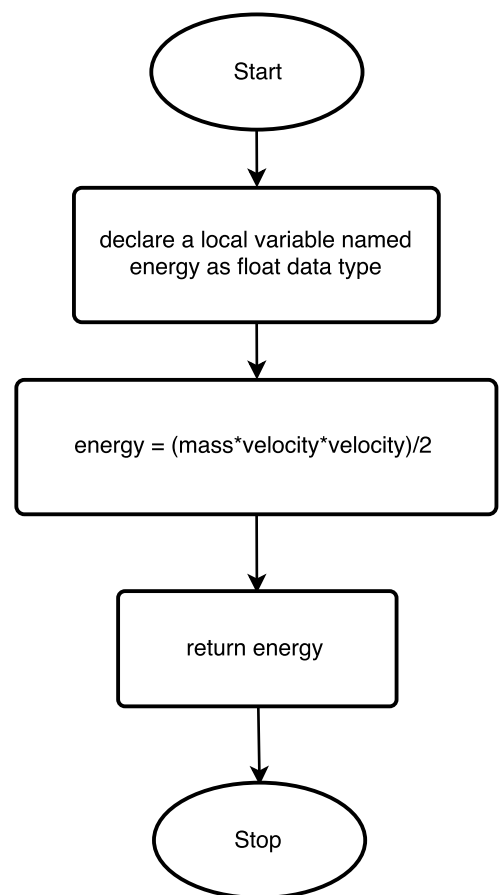 Start
declare a local variable named
energy as float data type
energy = (mass*velocity*velocity)/2
return energy
Stop